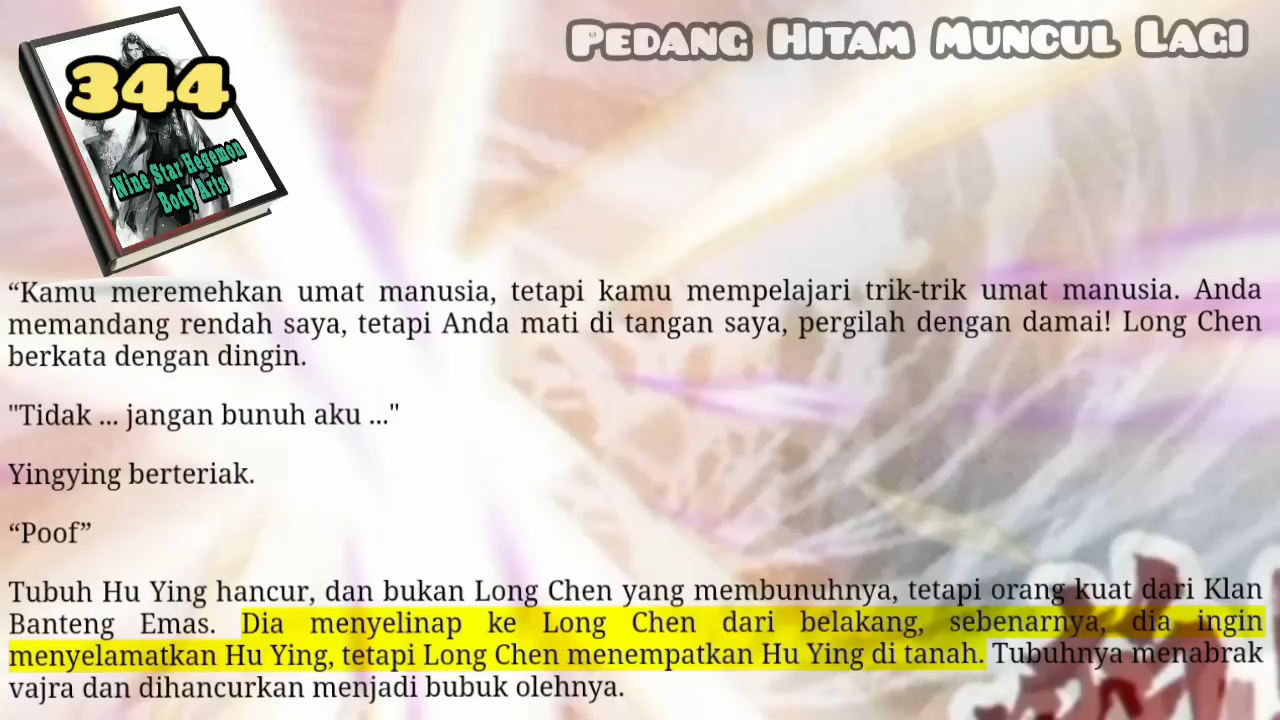 Pedang Hitam Muncul Lagi
344
Nine Star Hegemon
Body Arts
“Kamu meremehkan umat manusia, tetapi kamu mempelajari trik-trik umat manusia. Anda
memandang rendah saya, tetapi Anda mati di tangan saya, pergilah dengan damai! Long Chen
berkata dengan dingin.
"Tidak ... jangan bunuh aku ..."
Yingying berteriak.
“Poof”
Tubuh Hu Ying hancur, dan bukan Long Chen yang membunuhnya, tetapi orang kuat dari Klan
Banteng Emas. Dia menyelinap ke Long Chen dari belakang, sebenarnya, dia ingin
menyelamatkan Hu Ying, tetapi Long Chen menempatkan Hu Ying di tanah. Tubuhnya menabrak
vajra dan dihancurkan menjadi bubuk olehnya.